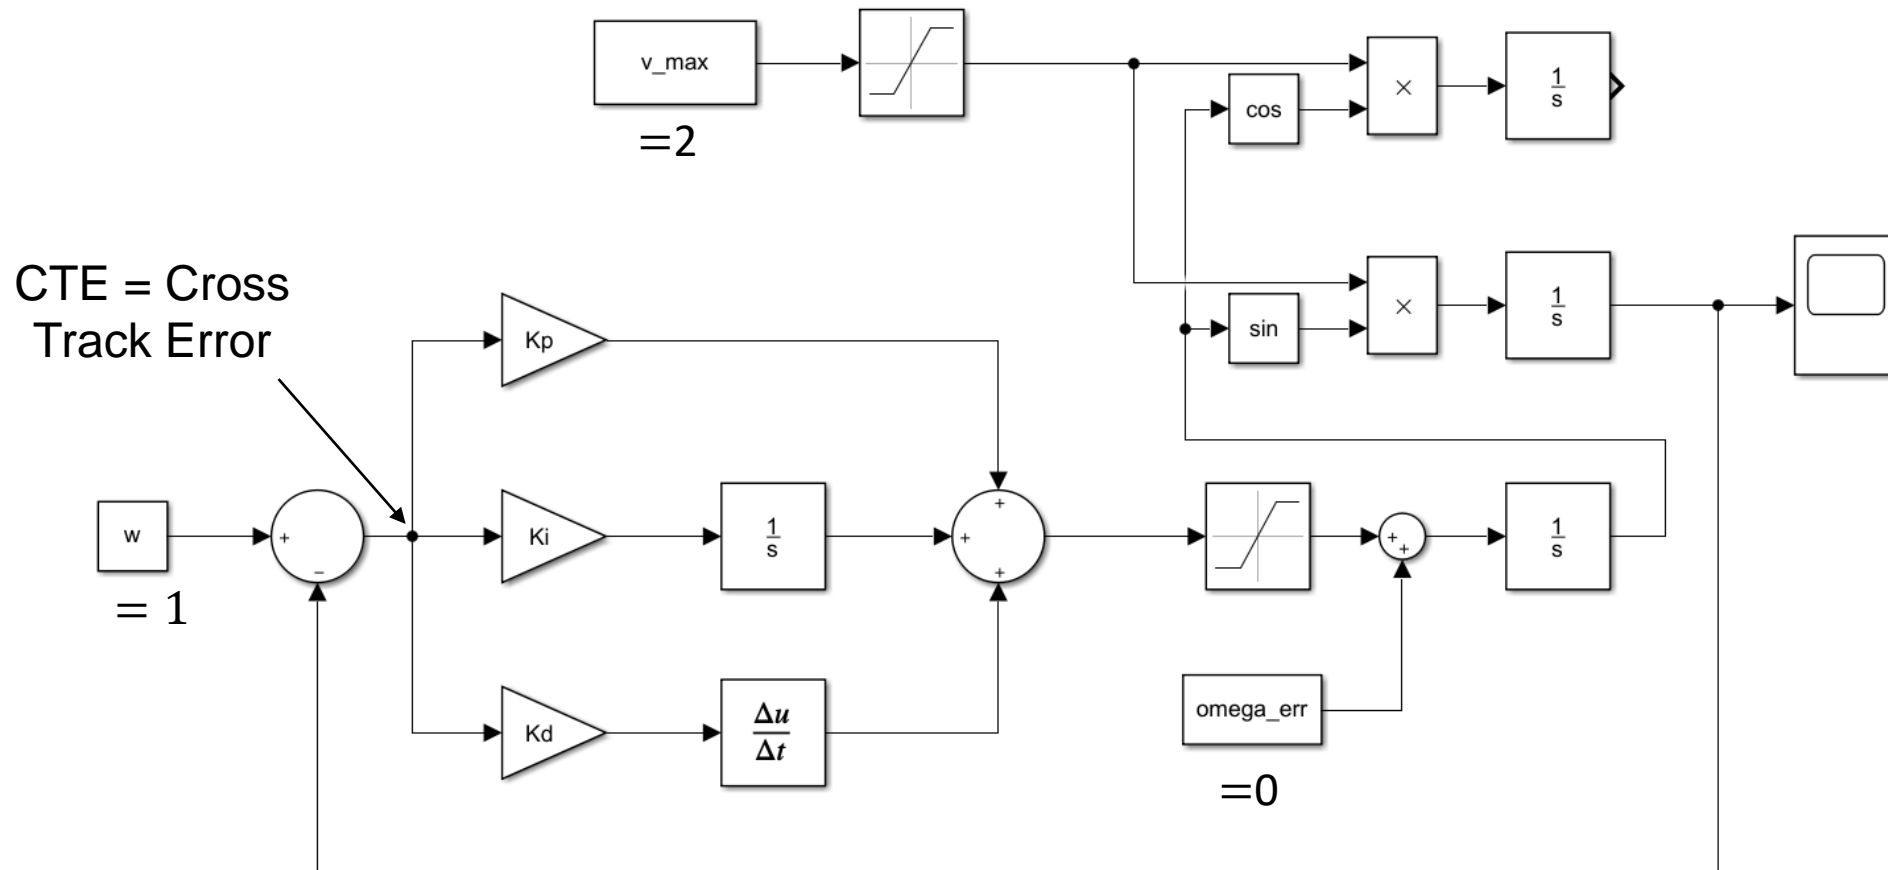 v_max
=2
cos
×
1
s
CTE = Cross
Track Error
sin
×
1
s
Kp
w
= 1
+
−
Ki
1
s
+
+
+
+
+
1
s
Kd
Δu
Δt
omega_err
=0